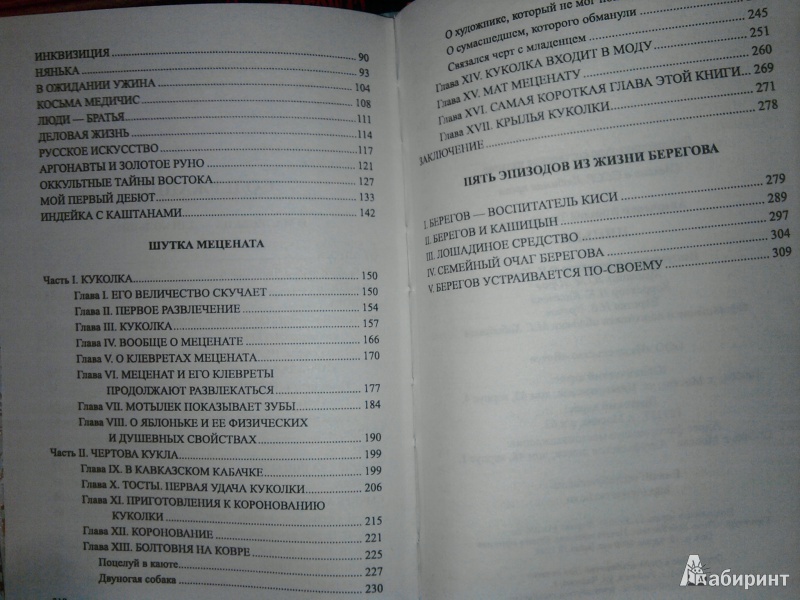 ИНКВИЗИЦИЯ 90
НЯНЬКА 93
В ОЖИДАНИИ УЖИНА 104
КОСЬМА МЕДИЧИС 108
ЛЮДИ — БРАТЬЯ 111
ДЕЛОВАЯ ЖИЗНЬ 114
РУССКОЕ ИСКУССТВО 117
АРГОНАВТЫ И ЗОЛОТОЕ РУНО 121
ОККУЛЬТНЫЕ ТАЙНЫ ВОСТОКА 127
МОЙ ПЕРВЫЙ ДЕБЮТ 133
ИНДЕЙКА С КАШТАНАМИ 142
ШУТКА МЕЦЕНАТА
Часть I. КУКОЛКА 150
Глава I. ЕГО ВЕЛИЧЕСТВО СКУЧАЕТ 150
Глава II. ПЕРВОЕ РАЗВЛЕЧЕНИЕ 154
Глава III. КУКОЛКА 157
Глава IV. ВООБЩЕ О МЕЦЕНАТЕ 166
Глава V. О КЛЕВРЕТАХ МЕЦЕНАТА 170
Глава VI. МЕЦЕНАТ И ЕГО КЛЕВРЕТЫ
ПРОДОЛЖАЮТ РАЗВЛЕКАТЬСЯ 177
Глава VII. МОТЫЛЕК ПОКАЗЫВАЕТ ЗУБЫ 184
Глава VIII. О ЯБЛОНЬКЕ И ЕЕ ФИЗИЧЕСКИХ
И ДУШЕВНЫХ СВОЙСТВАХ 190
Часть II. ЧЕРТОВА КУКЛА 199
Глава IX. В КАВКАЗСКОМ КАБАЧКЕ 199
Глава X. ТОСТЫ. ПЕРВАЯ УДАЧА КУКОЛКИ 206
Глава XI. ПРИГОТОВЛЕНИЯ К КОРОНОВАНИЮ
КУКОЛКИ 215
Глава XII. КОРОНОВАНИЕ 221
Глава XIII. БОЛТОВНЯ НА КОВРЕ 225
Поцелуй в каюте 227
Двуногая собака 230
О художнике, который не мог
О сумасшедшем, которого обманули 245
Связался черт с младенцем 251
Глава XIV. КУКОЛКА ВХОДИТ В МОДУ 260
Глава XV. МАТ МЕЦЕНАТУ 269
Глава XVI. САМАЯ КОРОТКАЯ ГЛАВА ЭТОЙ КНИГИ 271
Глава XVII. КРЫЛЬЯ КУКОЛКИ 278
ЗАКЛЮЧЕНИЕ
ПЯТЬ ЭПИЗОДОВ ИЗ ЖИЗНИ БЕРЕГОВА
I. БЕРЕГОВ — ВОСПИТАТЕЛЬ КИСИ 279
II. БЕРЕГОВ И КАШИЦЫН 289
III. ЛОШАДИНОЕ СРЕДСТВО 297
IV. СЕМЕЙНЫЙ ОЧАГ БЕРЕГОВА 304
V. БЕРЕГОВ УСТРАИВАЕТСЯ ПО-СВОЕМУ 309
Лабиринт